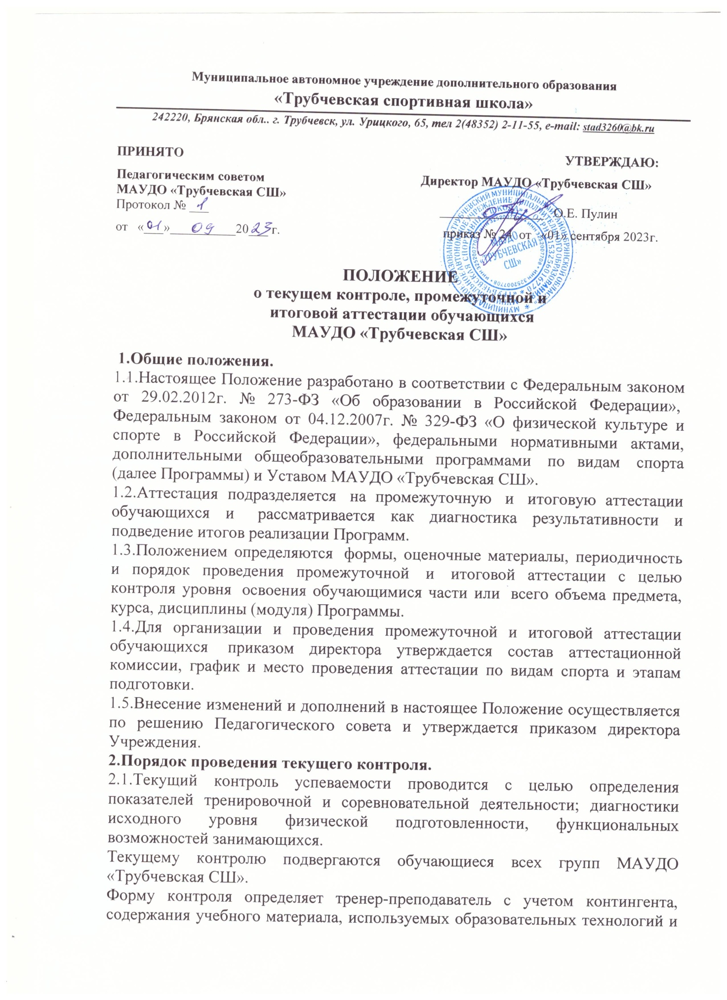 Муниципальное автономное учреждение дополнительного образования
«Трубчевская спортивная школа»
242220, Брянская обл.. г. Трубчевск, ул. Урицкого, 65, тел 2(48352) 2-11-55, e-mail: stad3260@bk.ru
ПРИНЯТО
Педагогическим советом
МАУДО «Трубчевская СШ»
Протокол № 1
от «01» 09 2023г.
УТВЕРЖДАЮ:
Директор МАУДО «Трубчевская СШ»
О.Е. Пулин
приказ № 24 от «01» сентября 2023г.
МАУДО
«ТРУБЧЕВСКАЯ
СШ»
ПОЛОЖЕНИЕ
о текущем контроле, промежуточной и
итоговой аттестации обучающихся
МАУДО «Трубчевская СШ»
1.Общие положения.
1.1.Настоящее Положение разработано в соответствии с Федеральным законом
от 29.02.2012г. № 273-ФЗ «Об образовании в Российской Федерации»,
Федеральным законом от 04.12.2007г. № 329-ФЗ «О физической культуре и
спорте в Российской Федерации», федеральными нормативными актами,
дополнительными общеобразовательными программами по видам спорта
(далее Программы) и Уставом МАУДО «Трубчевская СШ».
1.2.Аттестация подразделяется на промежуточную и итоговую аттестации
обучающихся и рассматривается как диагностика результативности и
подведение итогов реализации Программ.
1.3.Положением определяются формы, оценочные материалы, периодичность
и порядок проведения промежуточной и итоговой аттестации с целью
контроля уровня освоения обучающимися части или всего объема предмета,
курса, дисциплины (модуля) Программы.
1.4.Для организации и проведения промежуточной и итоговой аттестации
обучающихся приказом директора утверждается состав аттестационной
комиссии, график и место проведения аттестации по видам спорта и этапам
подготовки.
1.5.Внесение изменений и дополнений в настоящее Положение осуществляется
по решению Педагогического совета и утверждается приказом директора
Учреждения.
2.Порядок проведения текущего контроля.
2.1.Текущий контроль успеваемости проводится с целью определения
показателей тренировочной и соревновательной деятельности; диагностики
исходного уровня физической подготовленности, функциональных
возможностей занимающихся.
Текущему контролю подвергаются обучающиеся всех групп МАУДО
«Трубчевская СШ».
Форму контроля определяет тренер-преподаватель с учетом контингента,
содержания учебного материала, используемых образовательных технологий и